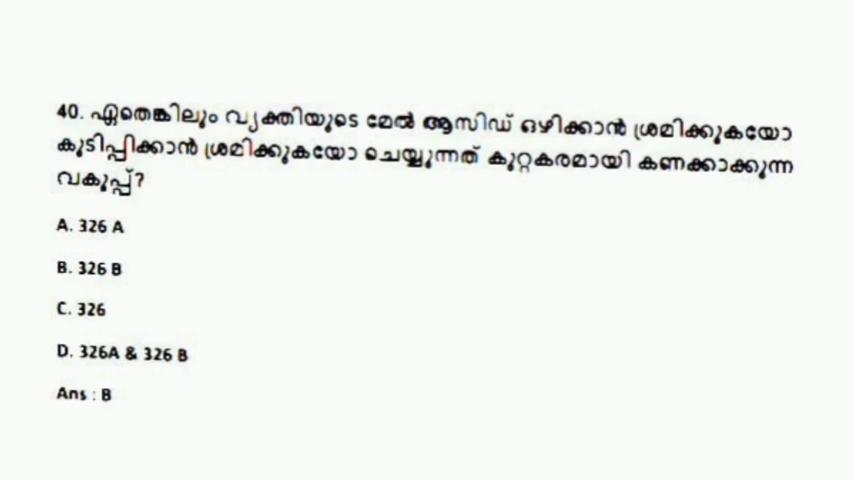 40. ഏതെങ്കിലും വ്യക്തിയുടെ മേൽ ആസിഡ് ഒഴിക്കാൻ ശ്രമിക്കുകയോ
കുടിപ്പിക്കാൻ ശ്രമിക്കുകയോ ചെയ്യുന്നത് കുറ്റകരമായി കണക്കാക്കുന്ന
വകുപ്പ്?
A. 326 A
B. 326 B
C. 326
D. 326A & 326 B
Ans : B